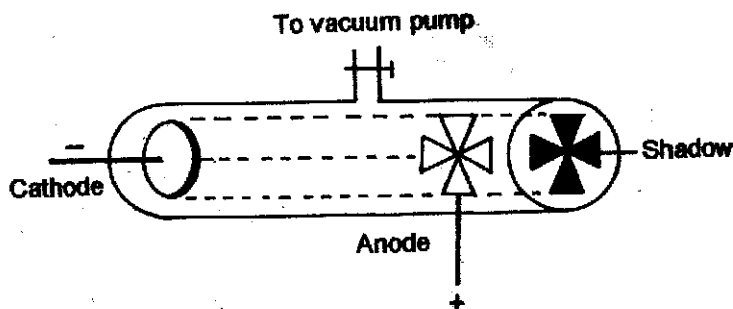 To vacuum pump
−
Cathode
Shadow
Anode
+